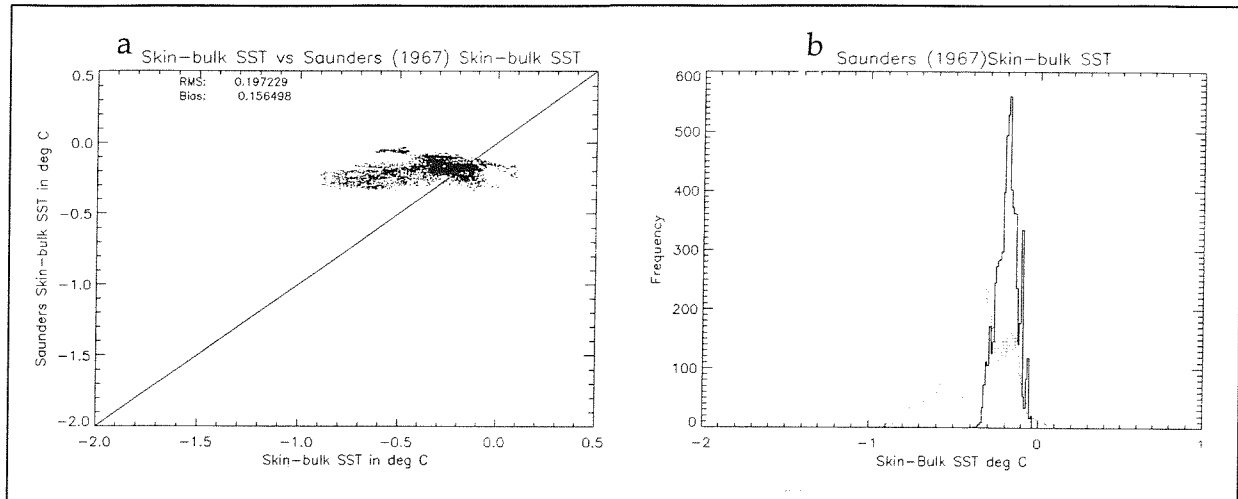 a
Skin-bulk SST vs Saunders (1967) Skin-bulk SST
RMS: 0.197229
Bias: 0.156498
0.5
0.0
-0.5
-1.0
-1.5
-2.0
Saunders Skin-bulk SST in deg C
-2.0 -1.5 -1.0 -0.5 0.0 0.5
Skin-bulk SST in deg C
b
Saunders (1967)Skin-bulk SST
600
500
400
300
200
100
0
Frequency
-2 -1 0 1
Skin-Bulk SST deg C